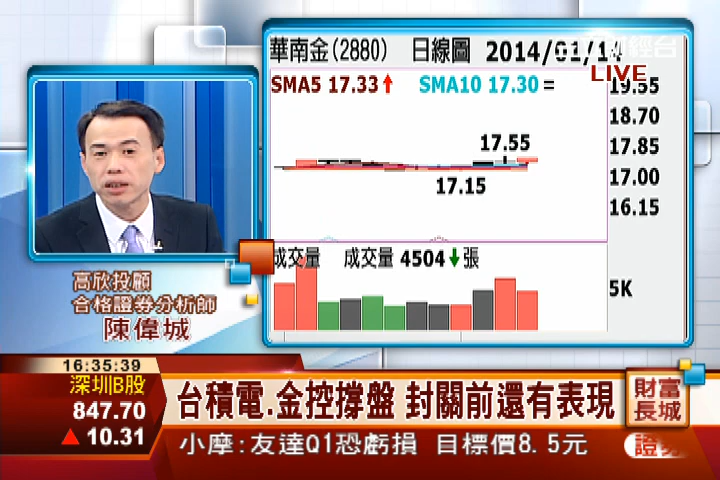 華南金(2880) 日線圖 2014/01/14
LIVE
SMA5 17.33↑ SMA10 17.30=
19.55
18.70
17.85
17.00
16.15
17.55
17.15
成交量 成交量 4504↓張
5K
高欣投顧
合格證券分析師
陳偉城
16:35:39
深圳B股
847.70
▲ 10.31
台積電.金控撐盤 封關前還有表現
財富
長城
小摩:友達Q1恐虧損 目標價8.5元